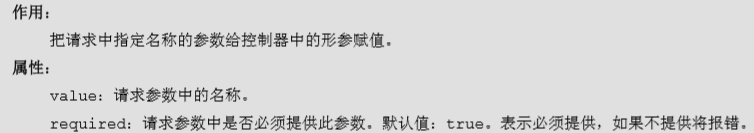 作用：
把请求中指定名称的参数给控制器中的形参赋值。
属性：
value：请求参数中的名称。
required：请求参数中是否必须提供此参数。默认值：true。表示必须提供，如果不提供将报错。